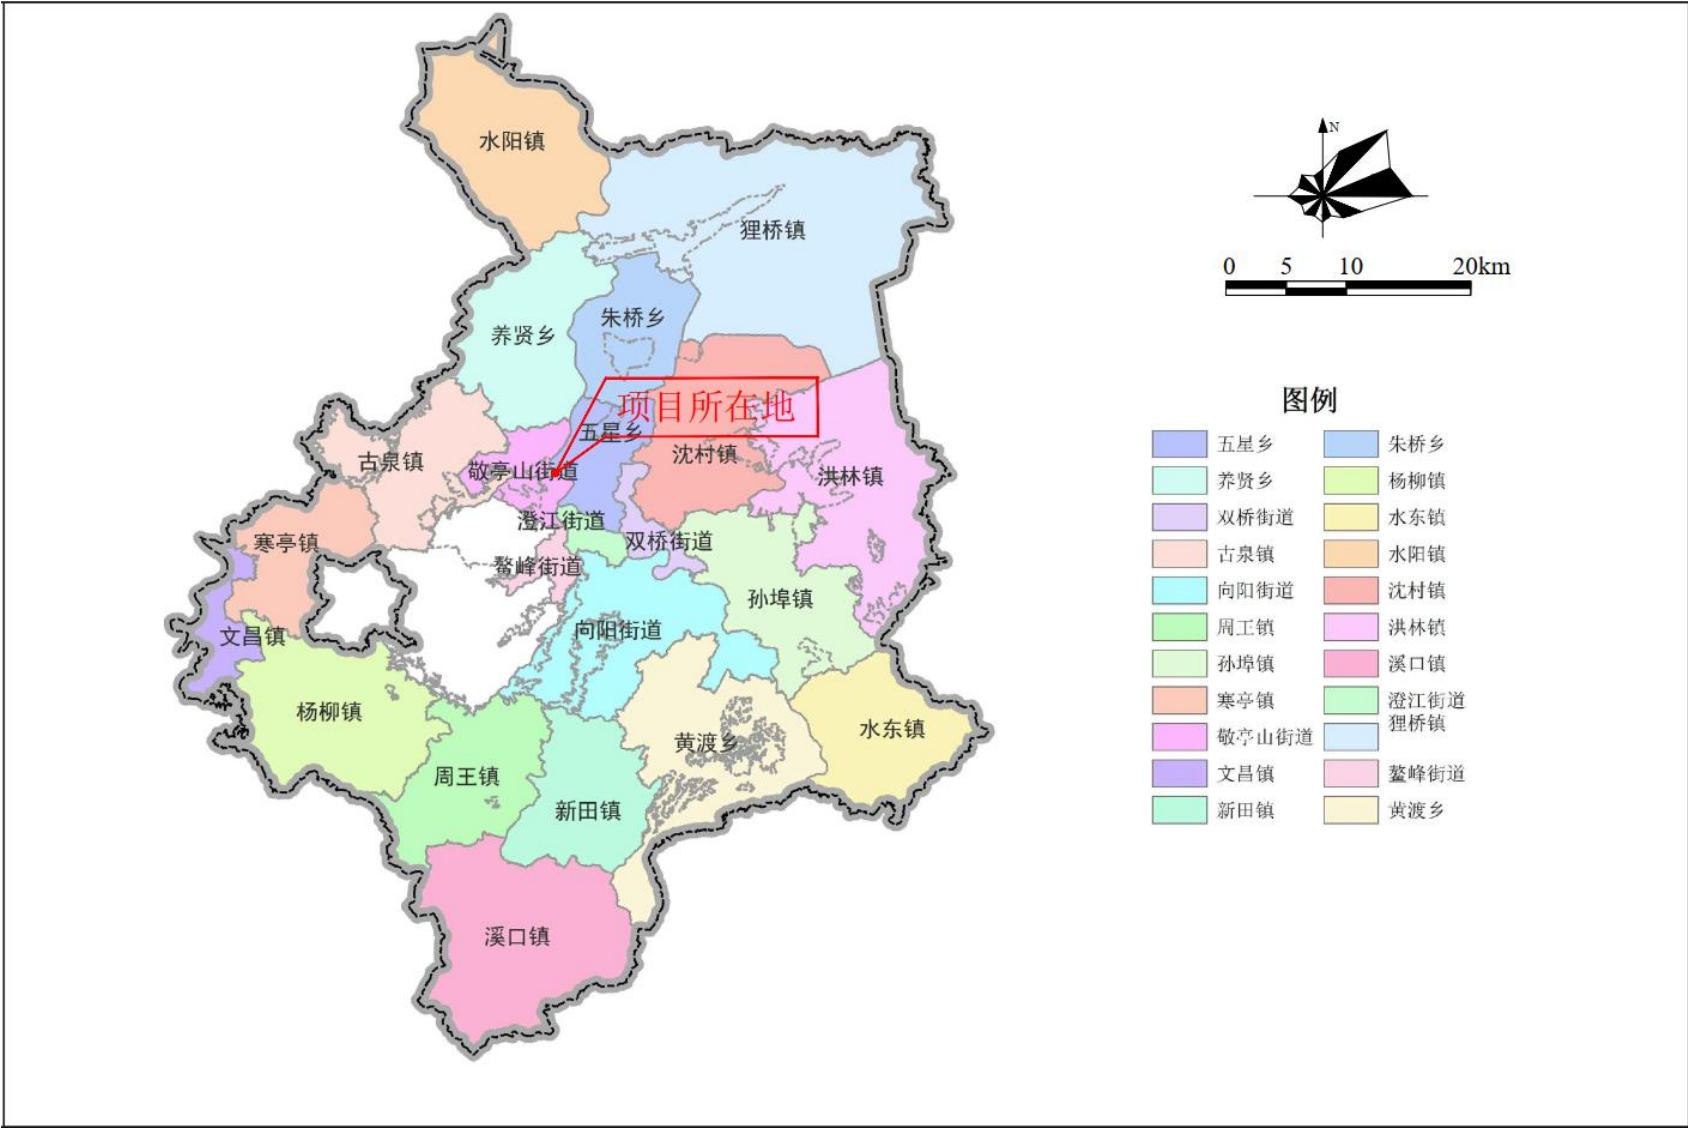 水阳镇
N
狸桥镇
0 5 10 20km
朱桥乡
养贤乡
项目所在地
五星乡
沈村镇
古泉镇
敬亭山街道
洪林镇
澄江街道
寒亭镇
双桥街道
鳌峰街道
孙埠镇
向阳街道
文昌镇
杨柳镇
水东镇
黄渡乡
周王镇
新田镇
溪口镇
图例
五星乡 朱桥乡
养贤乡 杨柳镇
双桥街道 水东镇
古泉镇 水阳镇
向阳街道 沈村镇
周王镇 洪林镇
孙埠镇 溪口镇
寒亭镇 澄江街道
敬亭山街道 狸桥镇
文昌镇 鳌峰街道
新田镇 黄渡乡